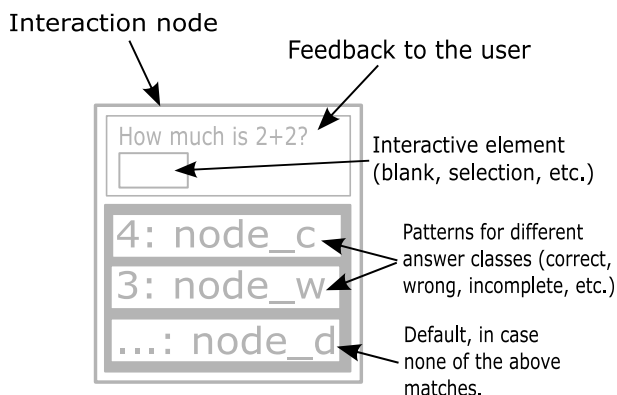 Interaction node
Feedback to the user
How much is 2+2?
Interactive element
(blank, selection, etc.)
4: node_c
3: node_w
...: node_d
Patterns for different
answer classes (correct,
wrong, incomplete, etc.)
Default, in case
none of the above
matches.